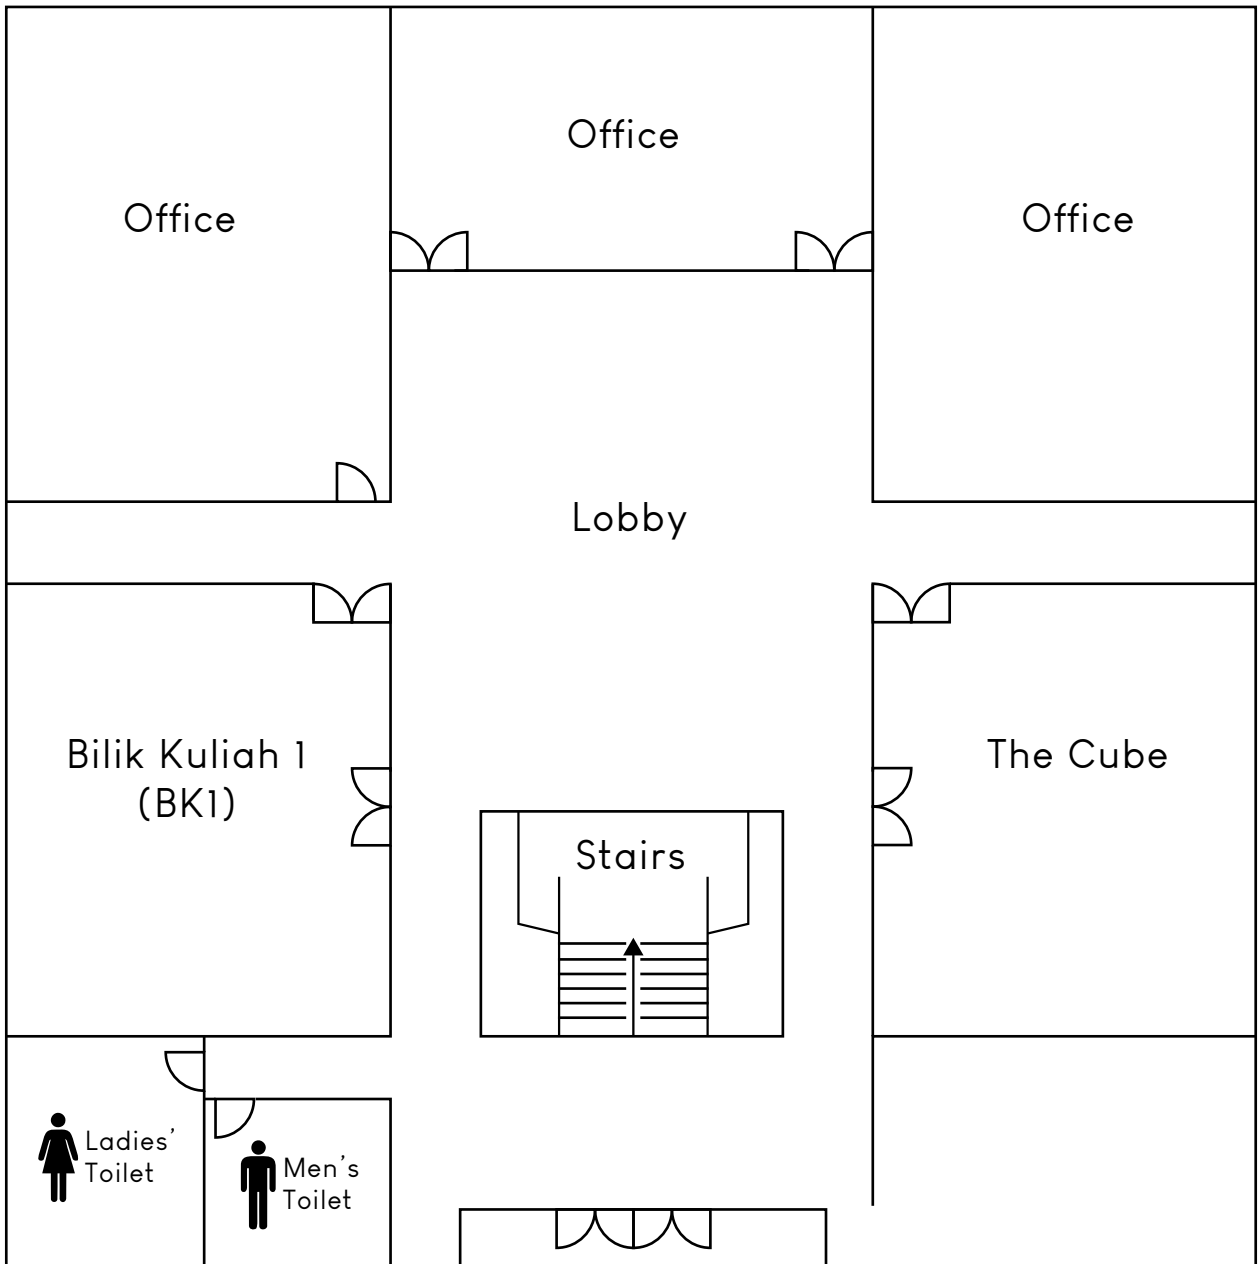 Office
Office
Office
Lobby
Bilik Kuliah 1
(BK1)
The Cube
Stairs
Ladies’
Toilet
Men’s
Toilet